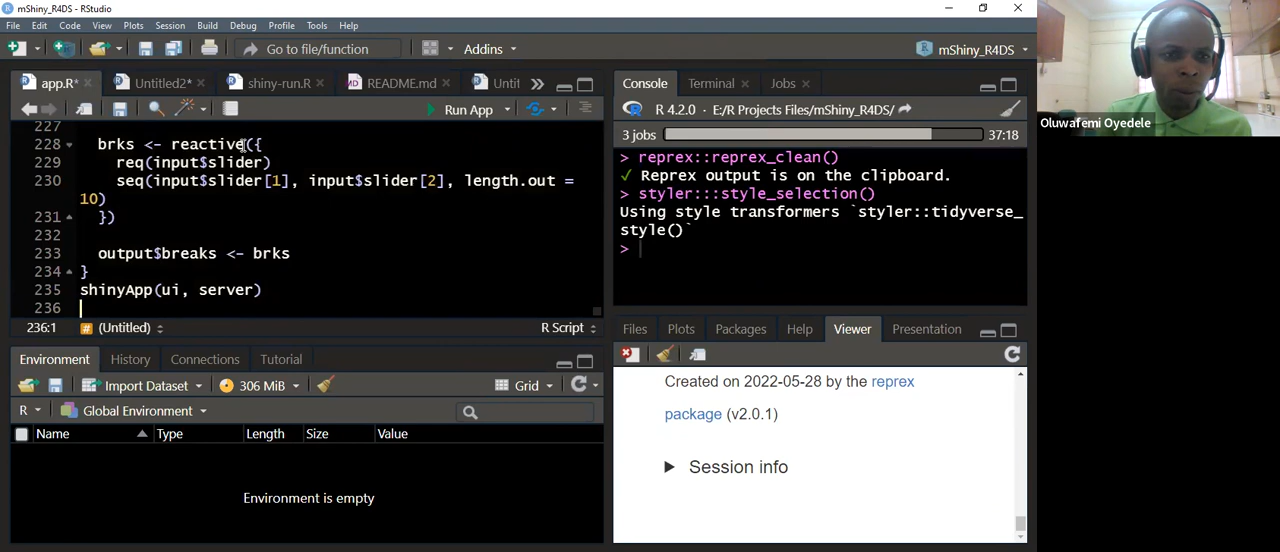 mShiny_R4DS - RStudio
File Edit Code View Plots Session Build Debug Profile Tools Help
Go to file/function
Addins
mShiny_R4DS
app.R*
Untitled2*
shiny-run.R
README.md
Untit
Run App
227
228 brks <- reactive({
229 req(input$slider)
230 seq(input$slider[1], input$slider[2], length.out =
10)
231 })
232
233 output$breaks <- brks
234 }
235 shinyApp(ui, server)
236
236:1 # (Untitled) R Script
Environment History Connections Tutorial
Import Dataset 306 MiB Grid
R Global Environment
Name Type Length Size Value
Environment is empty
Console Terminal Jobs
R 4.2.0 · E:/R Projects Files/mShiny_R4DS/
3 jobs 37:18
> reprex::reprex_clean()
✓ Reprex output is on the clipboard.
> styler:::style_selection()
Using style transformers `styler::tidyverse_
style()`
>
Files Plots Packages Help Viewer Presentation
Created on 2022-05-28 by the reprex
package (v2.0.1)
Session info
Oluwafemi Oyedele